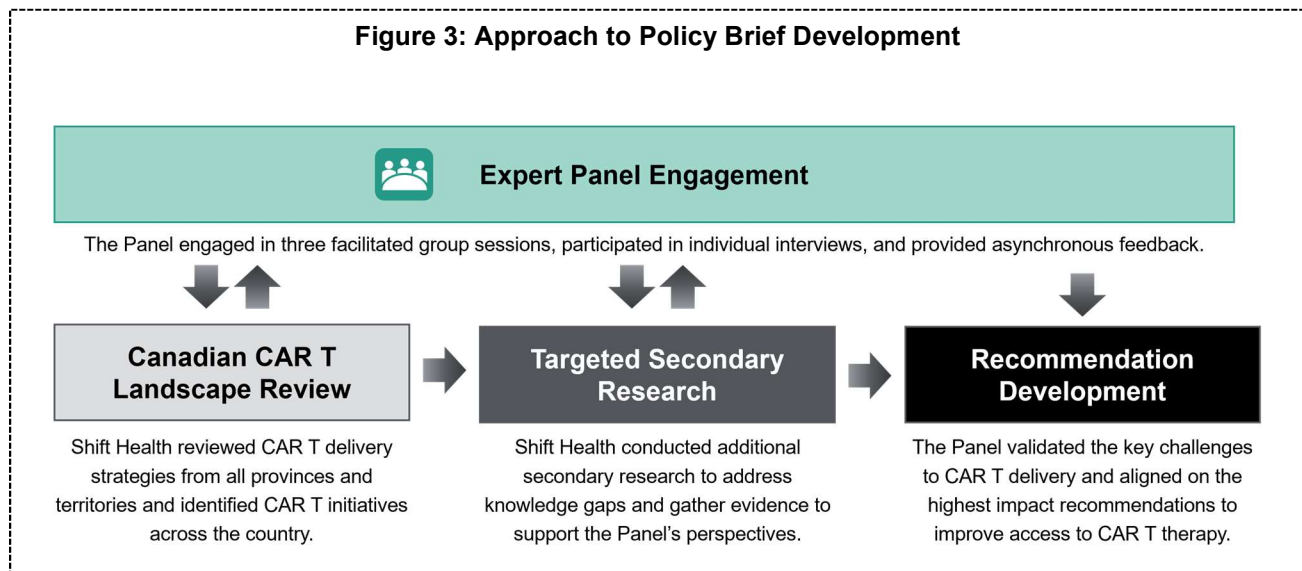 Figure 3: Approach to Policy Brief Development
Expert Panel Engagement
The Panel engaged in three facilitated group sessions, participated in individual interviews, and provided asynchronous feedback.
Canadian CAR T
Landscape Review
Shift Health reviewed CAR T delivery
strategies from all provinces and
territories and identified CAR T initiatives
across the country.
Targeted Secondary
Research
Shift Health conducted additional
secondary research to address
knowledge gaps and gather evidence to
support the Panel’s perspectives.
Recommendation
Development
The Panel validated the key challenges
to CAR T delivery and aligned on the
highest impact recommendations to
improve access to CAR T therapy.